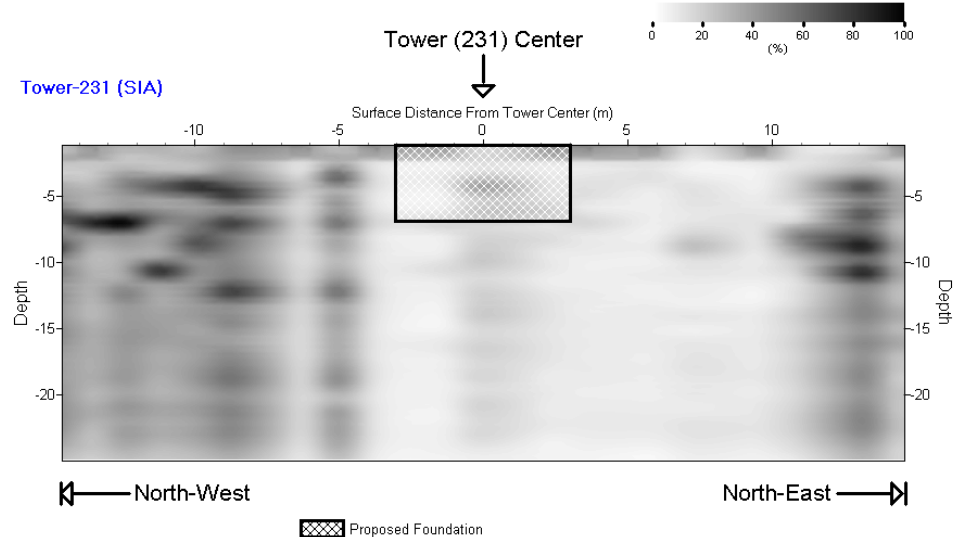 0 20 40 60 80 100
(%)
Tower (231) Center
Tower-231 (SIA)
Surface Distance From Tower Center (m)
-10 -5 0 5 10
-5 -5
-10 -10
-15 -15
-20 -20
Depth
Depth
North-West
North-East
Proposed Foundation